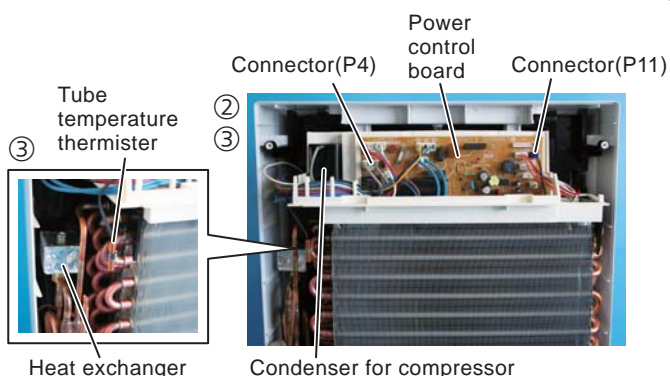 Power
control
board
Connector(P4)
Connector(P11)
Tube
temperature
thermister
②
③
③
Heat exchanger
Condenser for compressor